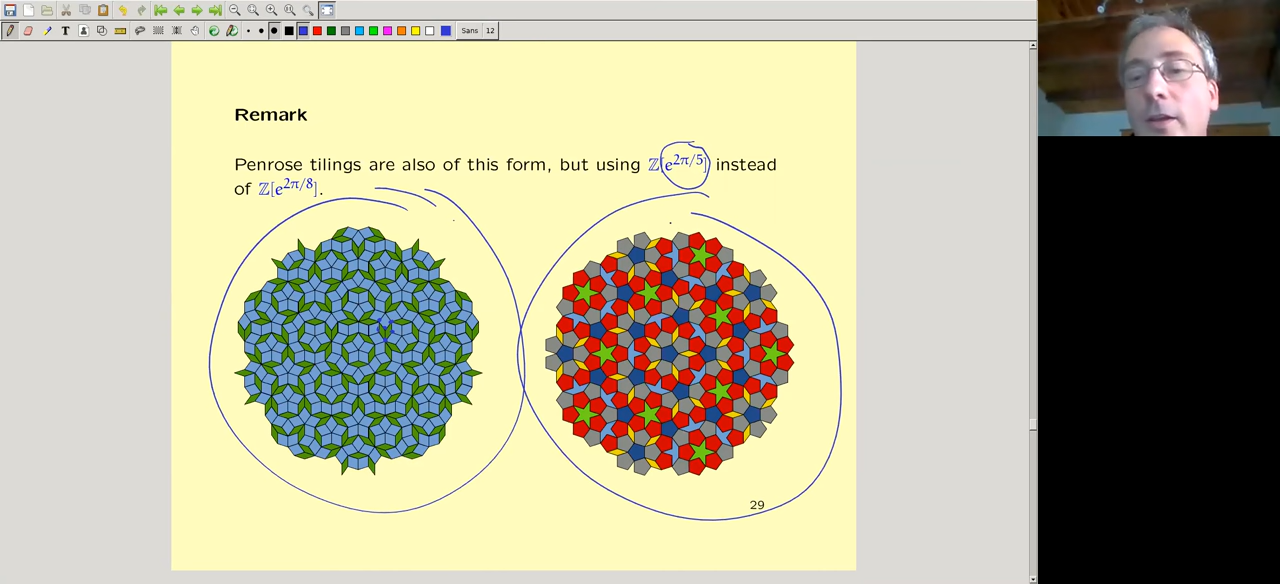 Sans 12
Remark
Penrose tilings are also of this form, but using ℤ[e^{2π/5}] instead
of ℤ[e^{2π/8}].
29